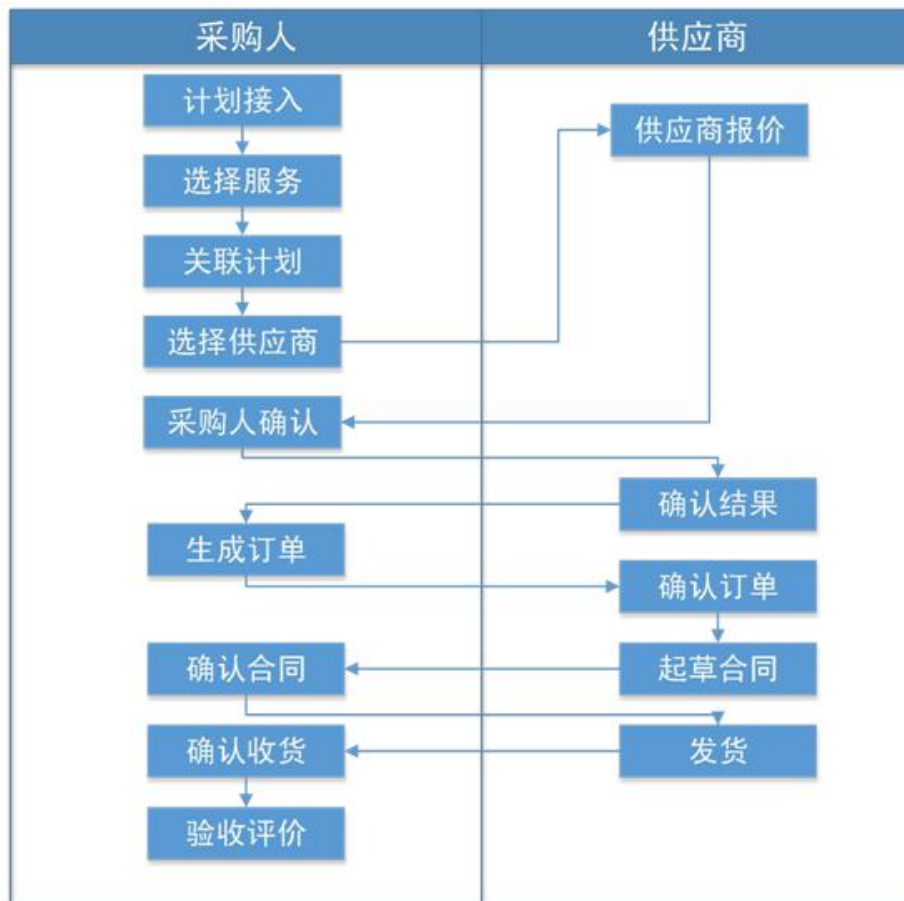 采购人
供应商
计划接入
供应商报价
选择服务
关联计划
选择供应商
采购人确认
确认结果
生成订单
确认订单
确认合同
起草合同
确认收货
发货
验收评价